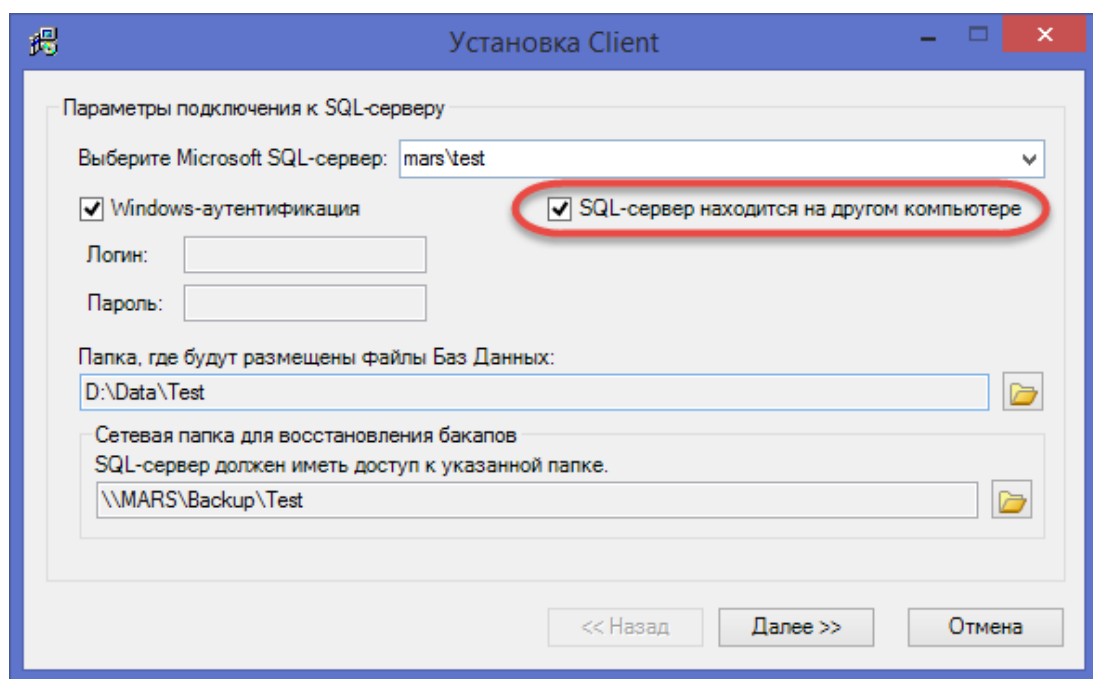 Установка Client
Параметры подключения к SQL-серверу
Выберите Microsoft SQL-сервер: mars\test
Windows-аутентификация SQL-сервер находится на другом компьютере
Логин:
Пароль:
Папка, где будут размещены файлы Баз Данных:
D:\Data\Test
Сетевая папка для восстановления бакапов
SQL-сервер должен иметь доступ к указанной папке.
\\MARS\Backup\Test
<< Назад Далее >> Отмена